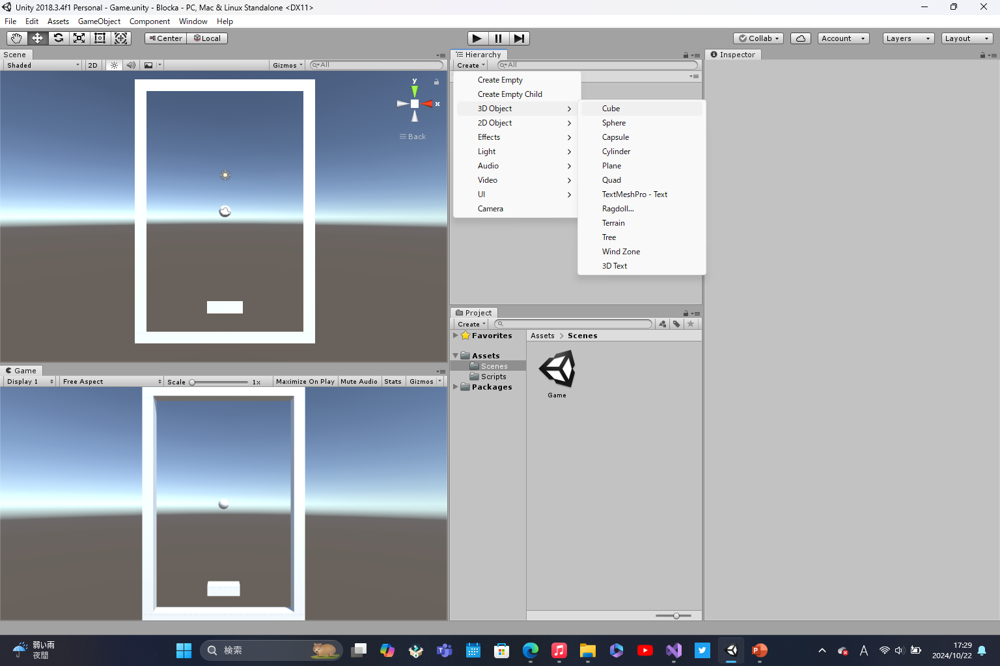 Unity 2018.3.4f1 Personal - Game.unity - Blocka - PC, Mac & Linux Standalone <DX11>
File Edit Assets GameObject Component Window Help
Center Local Collab Account Layers Layout
Scene
Shaded 2D Gizmos All
y
x
Back
Hierarchy
Create All
Create Empty
Create Empty Child
3D Object
2D Object
Effects
Light
Audio
Video
UI
Camera
Cube
Sphere
Capsule
Cylinder
Plane
Quad
TextMeshPro - Text
Ragdoll...
Terrain
Tree
Wind Zone
3D Text
Inspector
Game
Display 1 Free Aspect Scale 1x Maximize On Play Mute Audio Stats Gizmos
Project
Create
Favorites
Assets
Scenes
Scripts
Packages
Assets > Scenes
Game
弱い雨
夜間
検索
A
17:29
2024/10/22